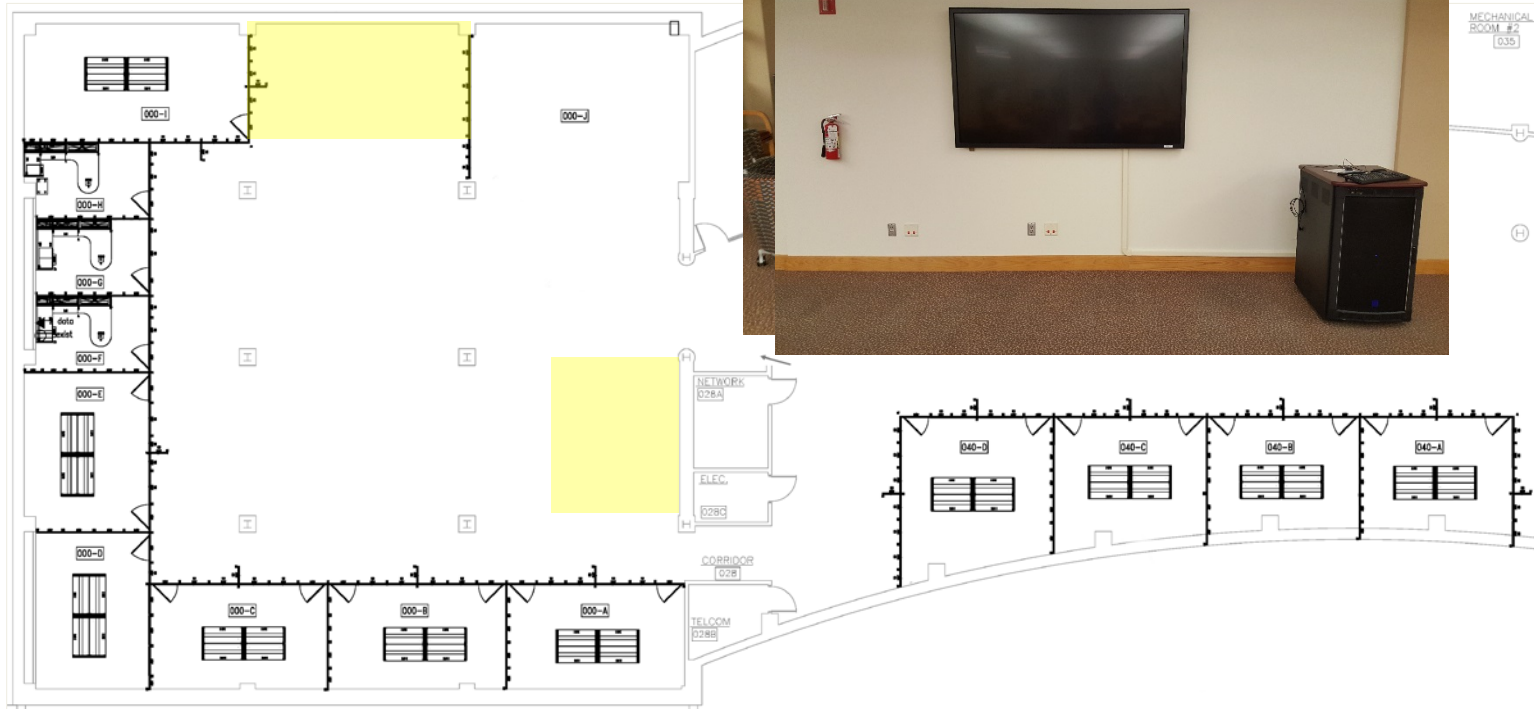 MECHANICAL
ROOM #2
035
000-I
000-J
000-H
000-G
data
exist
000-F
000-E
NETWORK
028A
ELEC.
028C
040-D
040-C
040-B
040-A
000-D
CORRIDOR
028
000-C
000-B
000-A
TELCOM
028B